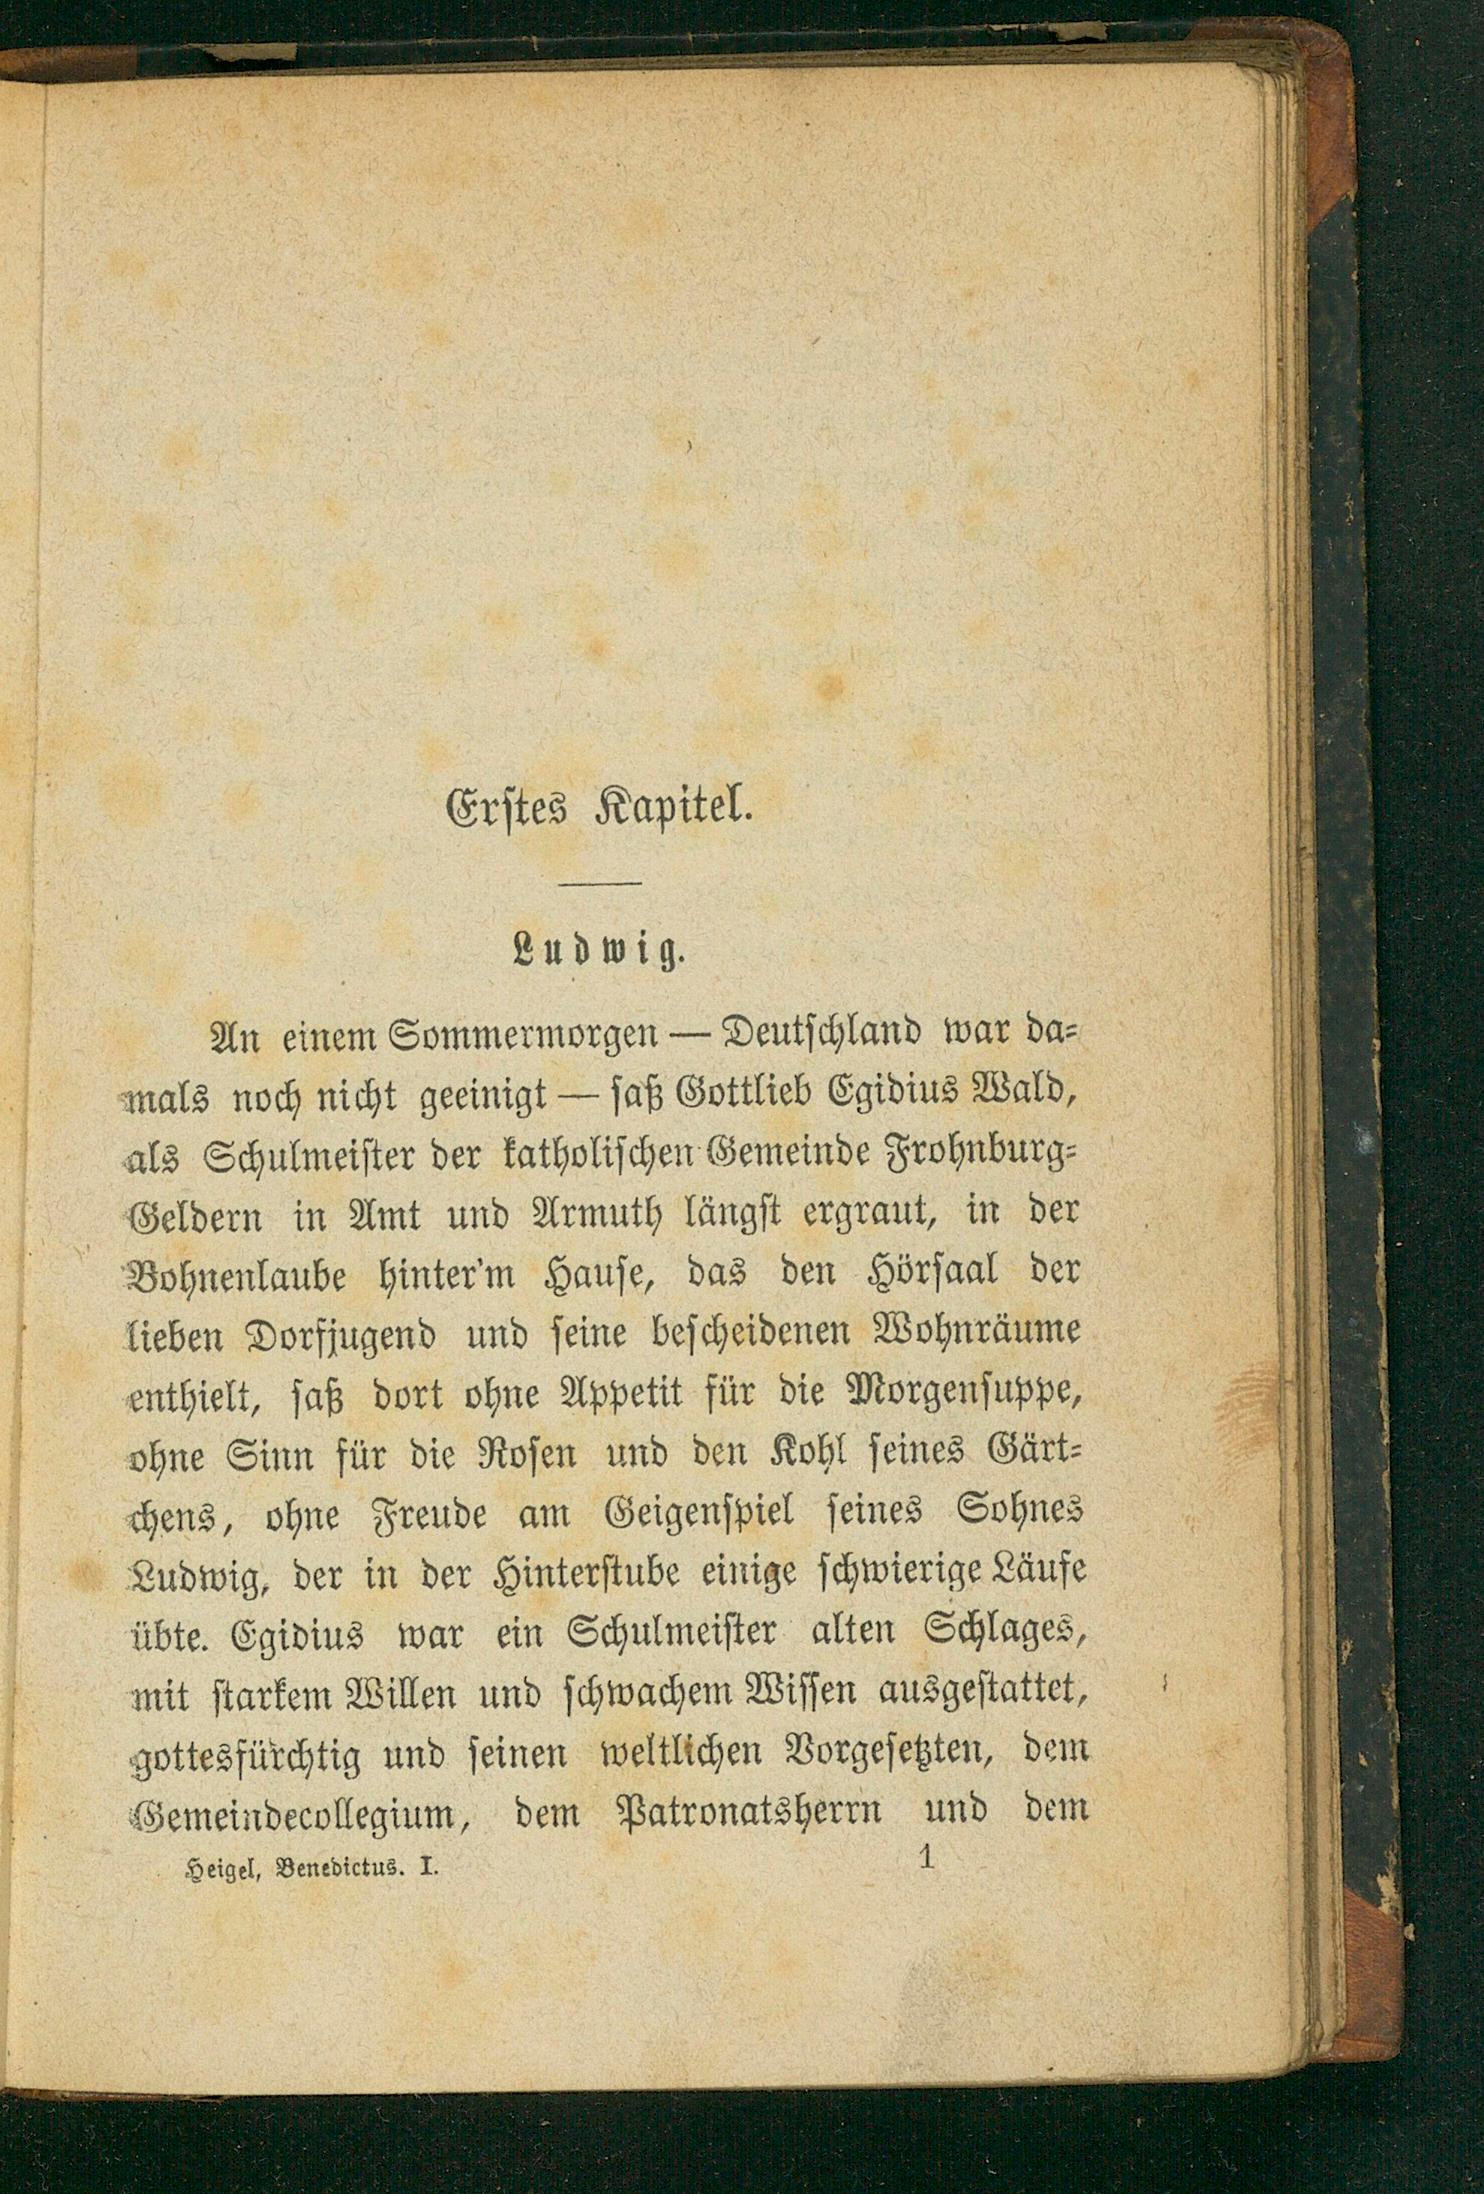 Erstes Kapitel.
Ludwig.
An einem Sommermorgen — Deutschland war da-
mals noch nicht geeinigt — saß Gottlieb Egidius Wald,
als Schulmeister der katholischen Gemeinde Frohnburg-
Geldern in Amt und Armuth längst ergraut, in der
Bohnenlaube hinter'm Hause, das den Hörsaal der
lieben Dorfjugend und seine bescheidenen Wohnräume
enthielt, saß dort ohne Appetit für die Morgensuppe,
ohne Sinn für die Rosen und den Kohl seines Gärt-
chens, ohne Freude am Geigenspiel seines Sohnes
Ludwig, der in der Hinterstube einige schwierige Läufe
übte. Egidius war ein Schulmeister alten Schlages,
mit starkem Willen und schwachem Wissen ausgestattet,
gottesfürchtig und seinen weltlichen Vorgesetzten, dem
Gemeindecollegium, dem Patronatsherrn und dem
Heigel, Benedictus. I. 1